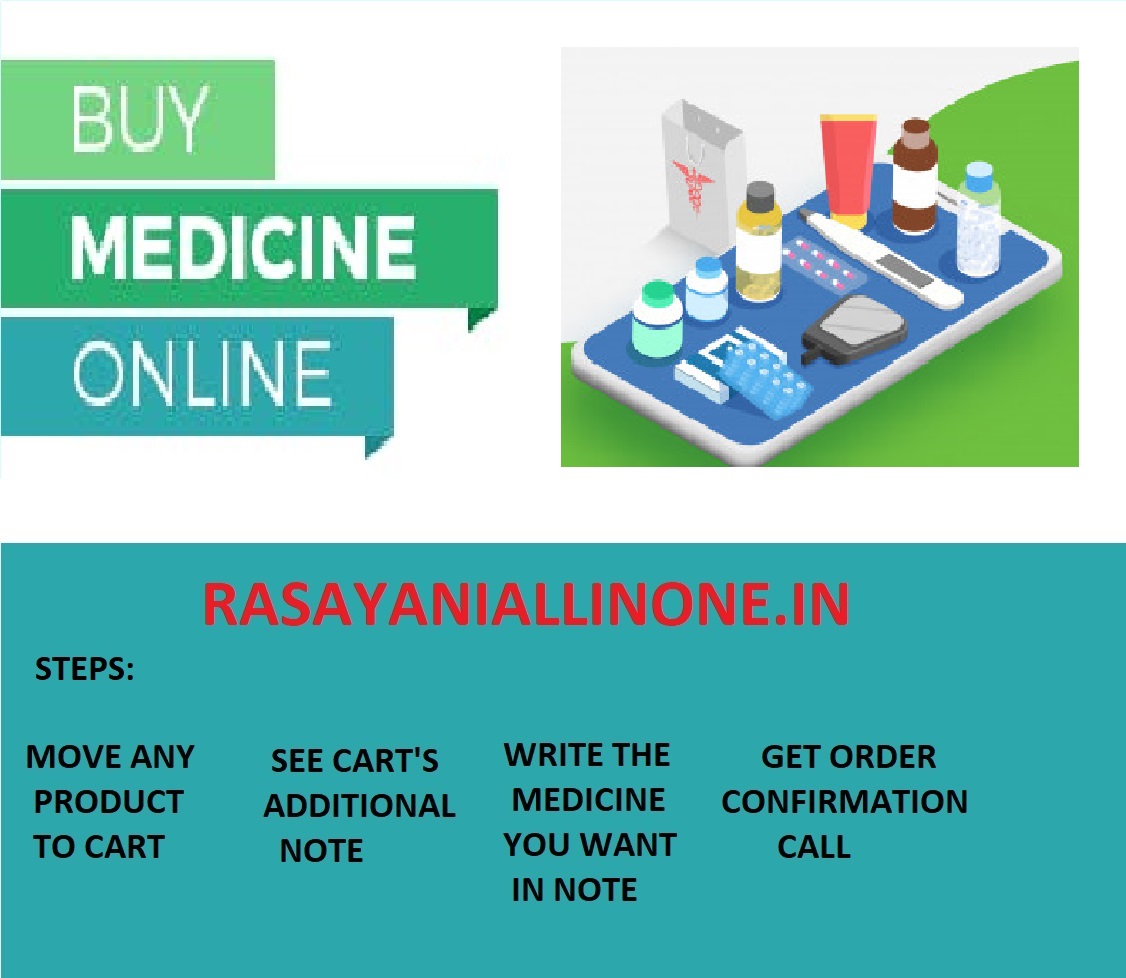 BUY
MEDICINE
ONLINE
RASAYANIALLINONE.IN
STEPS:
MOVE ANY
PRODUCT
TO CART
SEE CART'S
ADDITIONAL
NOTE
WRITE THE
MEDICINE
YOU WANT
IN NOTE
GET ORDER
CONFIRMATION
CALL